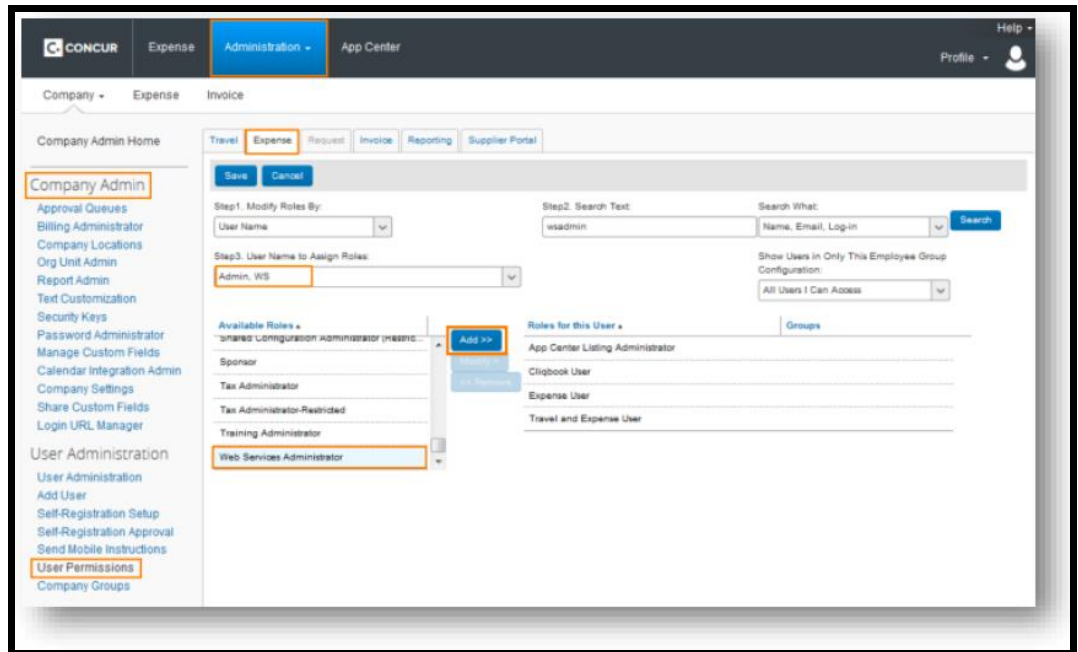 Help
C. CONCUR Expense Administration App Center
Profile
Company Expense Invoice
Company Admin Home
Company Admin
Approval Queues
Billing Administrator
Company Locations
Org Unit Admin
Report Admin
Text Customization
Security Keys
Password Administrator
Manage Custom Fields
Calendar Integration Admin
Company Settings
Share Custom Fields
Login URL Manager
User Administration
User Administration
Add User
Self-Registration Setup
Self-Registration Approval
Send Mobile Instructions
User Permissions
Company Groups
Travel Expense Request Invoice Reporting Supplier Portal
Save Cancel
Step1. Modify Roles By:
User Name
Step2. Search Text:
wsadmin
Search What:
Name, Email, Log-in
Search
Step3. User Name to Assign Roles:
Admin, WS
Show Users in Only This Employee Group
Configuration:
All Users I Can Access
Available Roles
Shared Configuration Administrator (Restric...
Sponsor
Tax Administrator
Tax Administrator-Restricted
Training Administrator
Web Services Administrator
Add >>
Modify >
<< Remove
Roles for this User Groups
App Center Listing Administrator
Cliqbook User
Expense User
Travel and Expense User